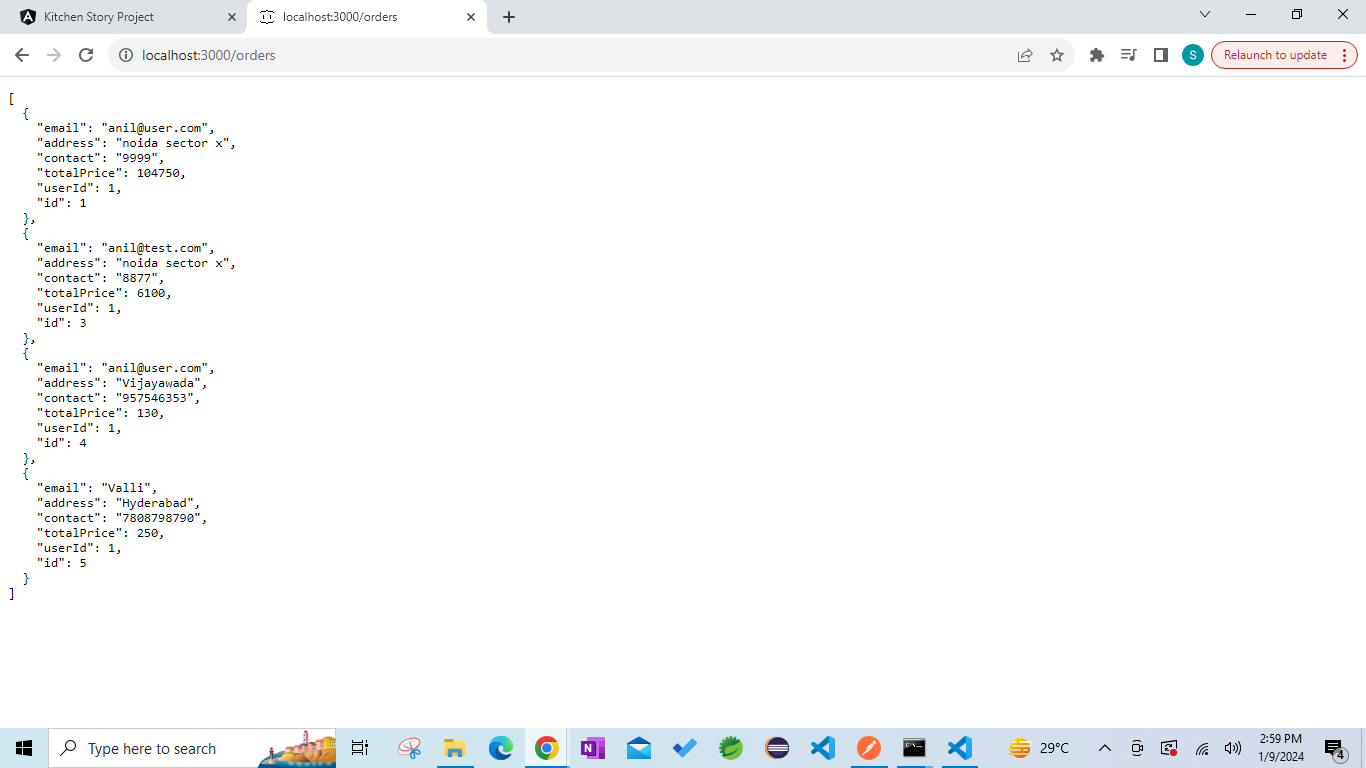 Kitchen Story Project
localhost:3000/orders
localhost:3000/orders
S
Relaunch to update
[
  {
    "email": "anil@user.com",
    "address": "noida sector x",
    "contact": "9999",
    "totalPrice": 104750,
    "userId": 1,
    "id": 1
  },
  {
    "email": "anil@test.com",
    "address": "noida sector x",
    "contact": "8877",
    "totalPrice": 6100,
    "userId": 1,
    "id": 3
  },
  {
    "email": "anil@user.com",
    "address": "Vijayawada",
    "contact": "957546353",
    "totalPrice": 130,
    "userId": 1,
    "id": 4
  },
  {
    "email": "Valli",
    "address": "Hyderabad",
    "contact": "7808798790",
    "totalPrice": 250,
    "userId": 1,
    "id": 5
  }
]
Type here to search
29°C
2:59 PM
1/9/2024
4